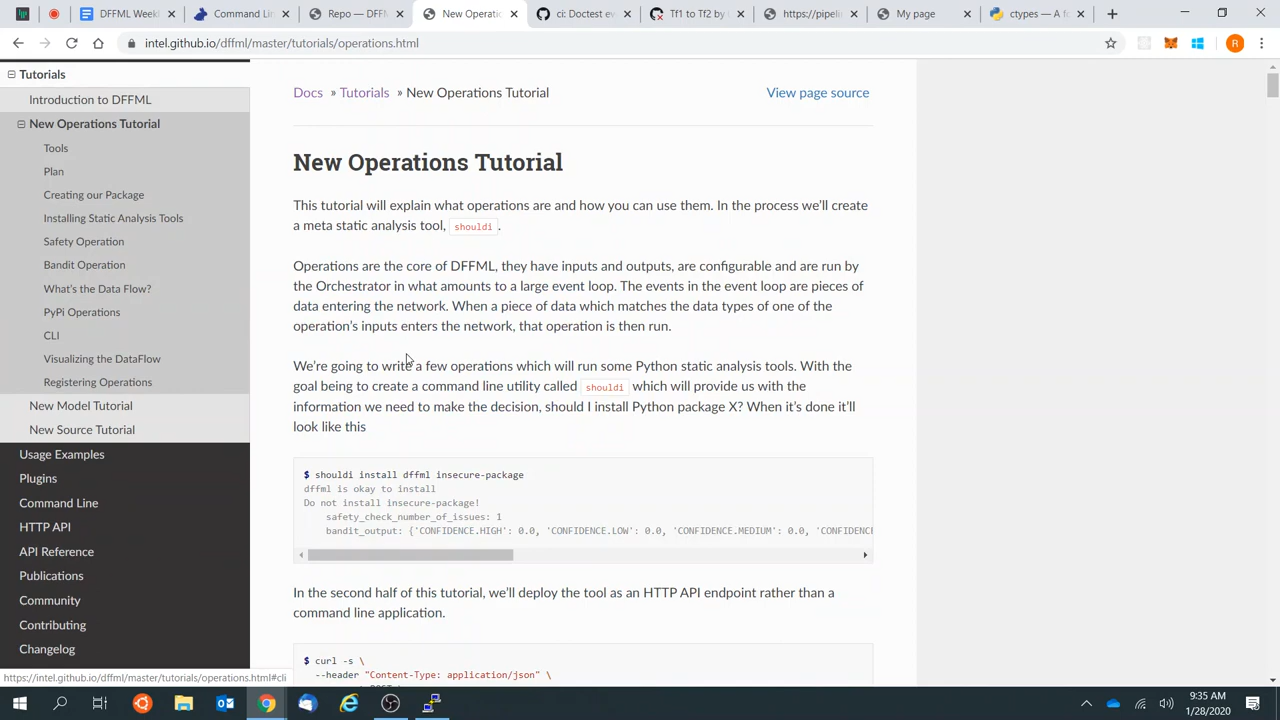 DFFML Weekl
Command Lin
Repo — DFFM
New Operatio
ci: Doctest ev
Tf1 to Tf2 by
https://pipelin
My page
ctypes — A fo
intel.github.io/dffml/master/tutorials/operations.html
R
Tutorials
Introduction to DFFML
New Operations Tutorial
Tools
Plan
Creating our Package
Installing Static Analysis Tools
Safety Operation
Bandit Operation
What's the Data Flow?
PyPi Operations
CLI
Visualizing the DataFlow
Registering Operations
New Model Tutorial
New Source Tutorial
Usage Examples
Plugins
Command Line
HTTP API
API Reference
Publications
Community
Contributing
Changelog
https://intel.github.io/dffml/master/tutorials/operations.html#cli
Docs » Tutorials » New Operations Tutorial
View page source
New Operations Tutorial
This tutorial will explain what operations are and how you can use them. In the process we'll create
a meta static analysis tool, shouldi.
Operations are the core of DFFML, they have inputs and outputs, are configurable and are run by
the Orchestrator in what amounts to a large event loop. The events in the event loop are pieces of
data entering the network. When a piece of data which matches the data types of one of the
operation's inputs enters the network, that operation is then run.
We're going to write a few operations which will run some Python static analysis tools. With the
goal being to create a command line utility called shouldi which will provide us with the
information we need to make the decision, should I install Python package X? When it's done it'll
look like this
$ shouldi install dffml insecure-package
dffml is okay to install
Do not install insecure-package!
safety_check_number_of_issues: 1
bandit_output: {'CONFIDENCE.HIGH': 0.0, 'CONFIDENCE.LOW': 0.0, 'CONFIDENCE.MEDIUM': 0.0, 'CONFIDENCE
In the second half of this tutorial, we'll deploy the tool as an HTTP API endpoint rather than a
command line application.
$ curl -s \
--header "Content-Type: application/json" \
9:35 AM
1/28/2020